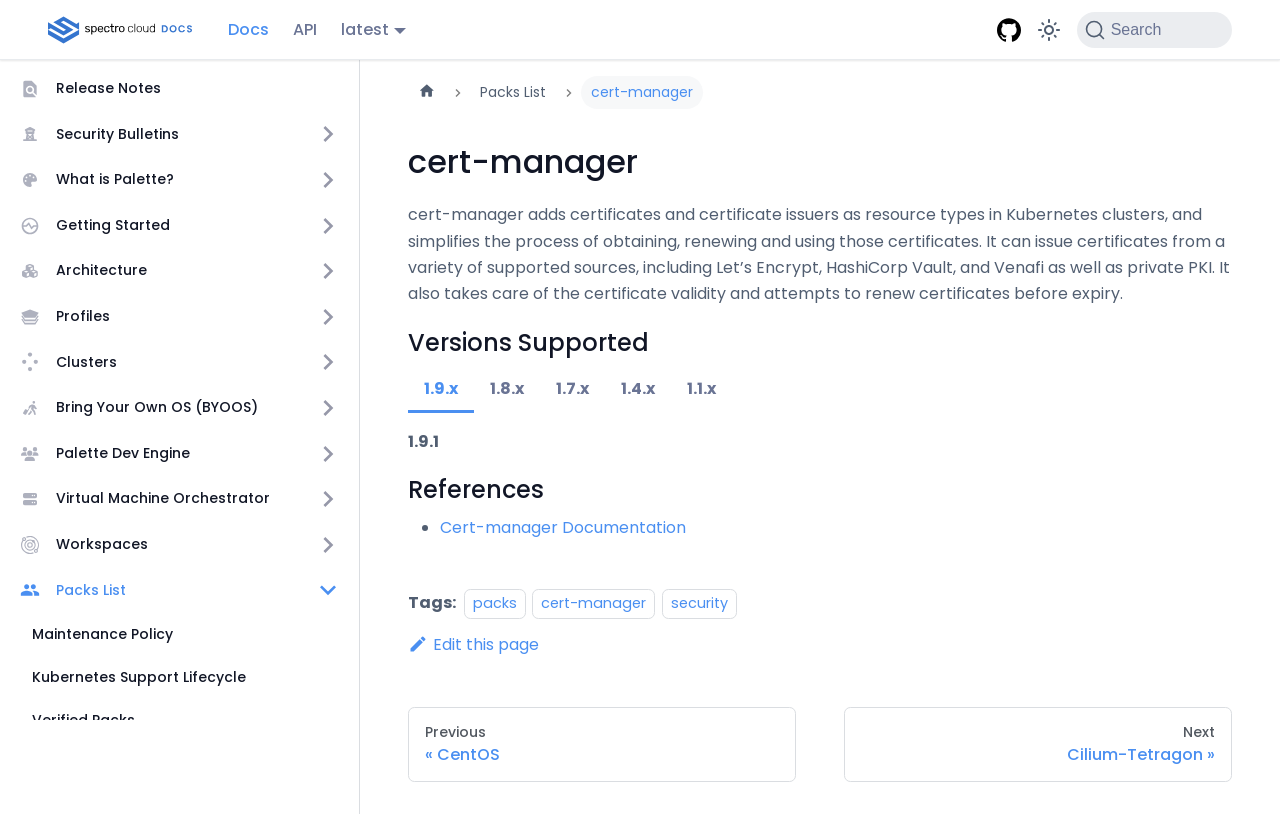 spectro cloud DOCS
Docs
API
latest
Search
Release Notes
Security Bulletins
What is Palette?
Getting Started
Architecture
Profiles
Clusters
Bring Your Own OS (BYOOS)
Palette Dev Engine
Virtual Machine Orchestrator
Workspaces
Packs List
Maintenance Policy
Kubernetes Support Lifecycle
Verified Packs
Packs List
cert-manager
cert-manager
cert-manager adds certificates and certificate issuers as resource types in Kubernetes clusters, and
simplifies the process of obtaining, renewing and using those certificates. It can issue certificates from a
variety of supported sources, including Let’s Encrypt, HashiCorp Vault, and Venafi as well as private PKI. It
also takes care of the certificate validity and attempts to renew certificates before expiry.
Versions Supported
1.9.x 1.8.x 1.7.x 1.4.x 1.1.x
1.9.1
References
Cert-manager Documentation
Tags: packs cert-manager security
Edit this page
Previous
« CentOS
Next
Cilium-Tetragon »